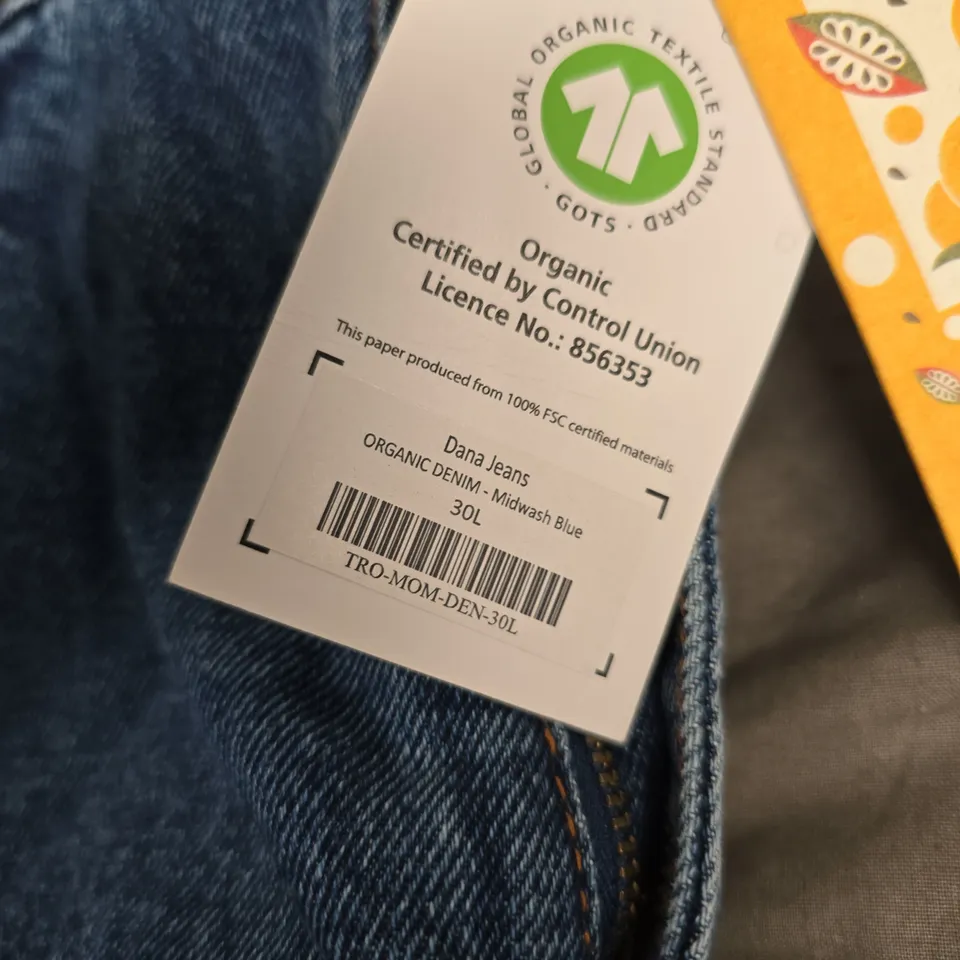 GLOBAL ORGANIC TEXTILE STANDARD · GOTS ·
Organic
Certified by Control Union
Licence No.: 856353
This paper produced from 100% FSC certified materials
Dana Jeans
ORGANIC DENIM - Midwash Blue
30L
TRO-MOM-DEN-30L